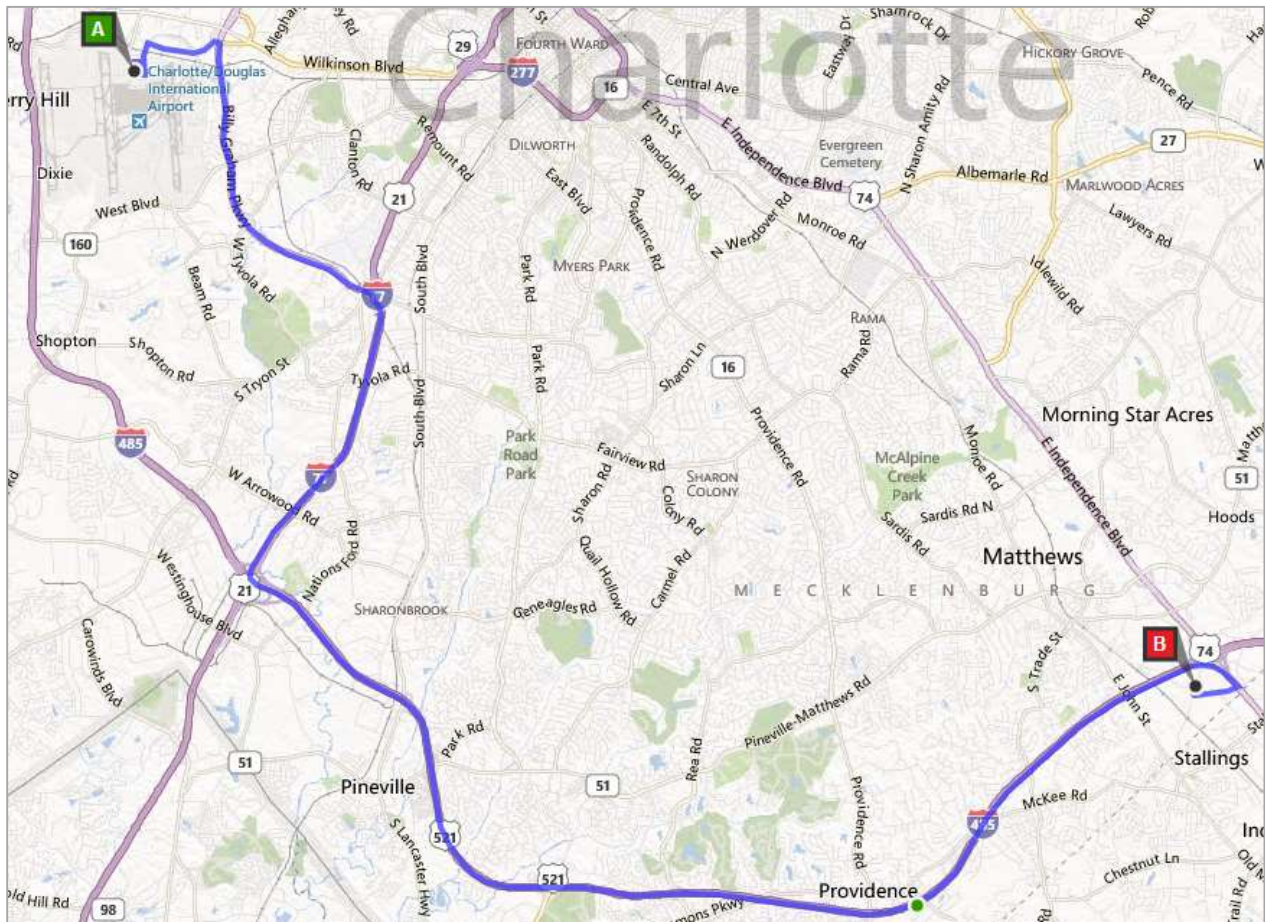 Charlotte
A
B
Charlotte/Douglas
International
Airport
erry Hill
Dixie
Wilkinson Blvd
Billy Graham Pkwy
West Blvd
160
W Tyvola Rd
Beam Rd
Shopton
Shopton Rd
S Tryon St
Tyvola Rd
485
W Arrowood Rd
Westinghouse Blvd
Carowinds Blvd
21
Nations Ford Rd
SHARONBROOK
29
FOURTH WARD
277
16
Central Ave
E 7th St
Clanton Rd
Remount Rd
DILWORTH
East Blvd
Randolph Rd
Providence Rd
21
South Blvd
Park Rd
MYERS PARK
N Wendover Rd
Monroe Rd
E Independence Blvd
74
Evergreen
Cemetery
Eastway Dr
Shamrock Dr
HICKORY GROVE
Pence Rd
N Sharon Amity Rd
Albemarle Rd
27
MARLWOOD ACRES
Lawyers Rd
Idlewild Rd
RAMA
Rama Rd
Sharon Ln
16
Park Rd
South Blvd
Providence Rd
Park
Road
Park
Fairview Rd
Sharon Rd
SHARON
COLONY
Colony Rd
Quail Hollow Rd
Carmel Rd
Geneagles Rd
McAlpine
Creek
Park
Monroe Rd
Sardis Rd N
Sardis Rd
Morning Star Acres
E Independence Blvd
51
Hoods
Matthews
MECKLENBURG
74
S Trade St
E John St
Stallings
Pineville-Matthews Rd
Park Rd
51
51
Rea Rd
Pineville
521
S Lancaster Hwy
521
Providence Rd
Providence
McKee Rd
Chestnut Ln
98